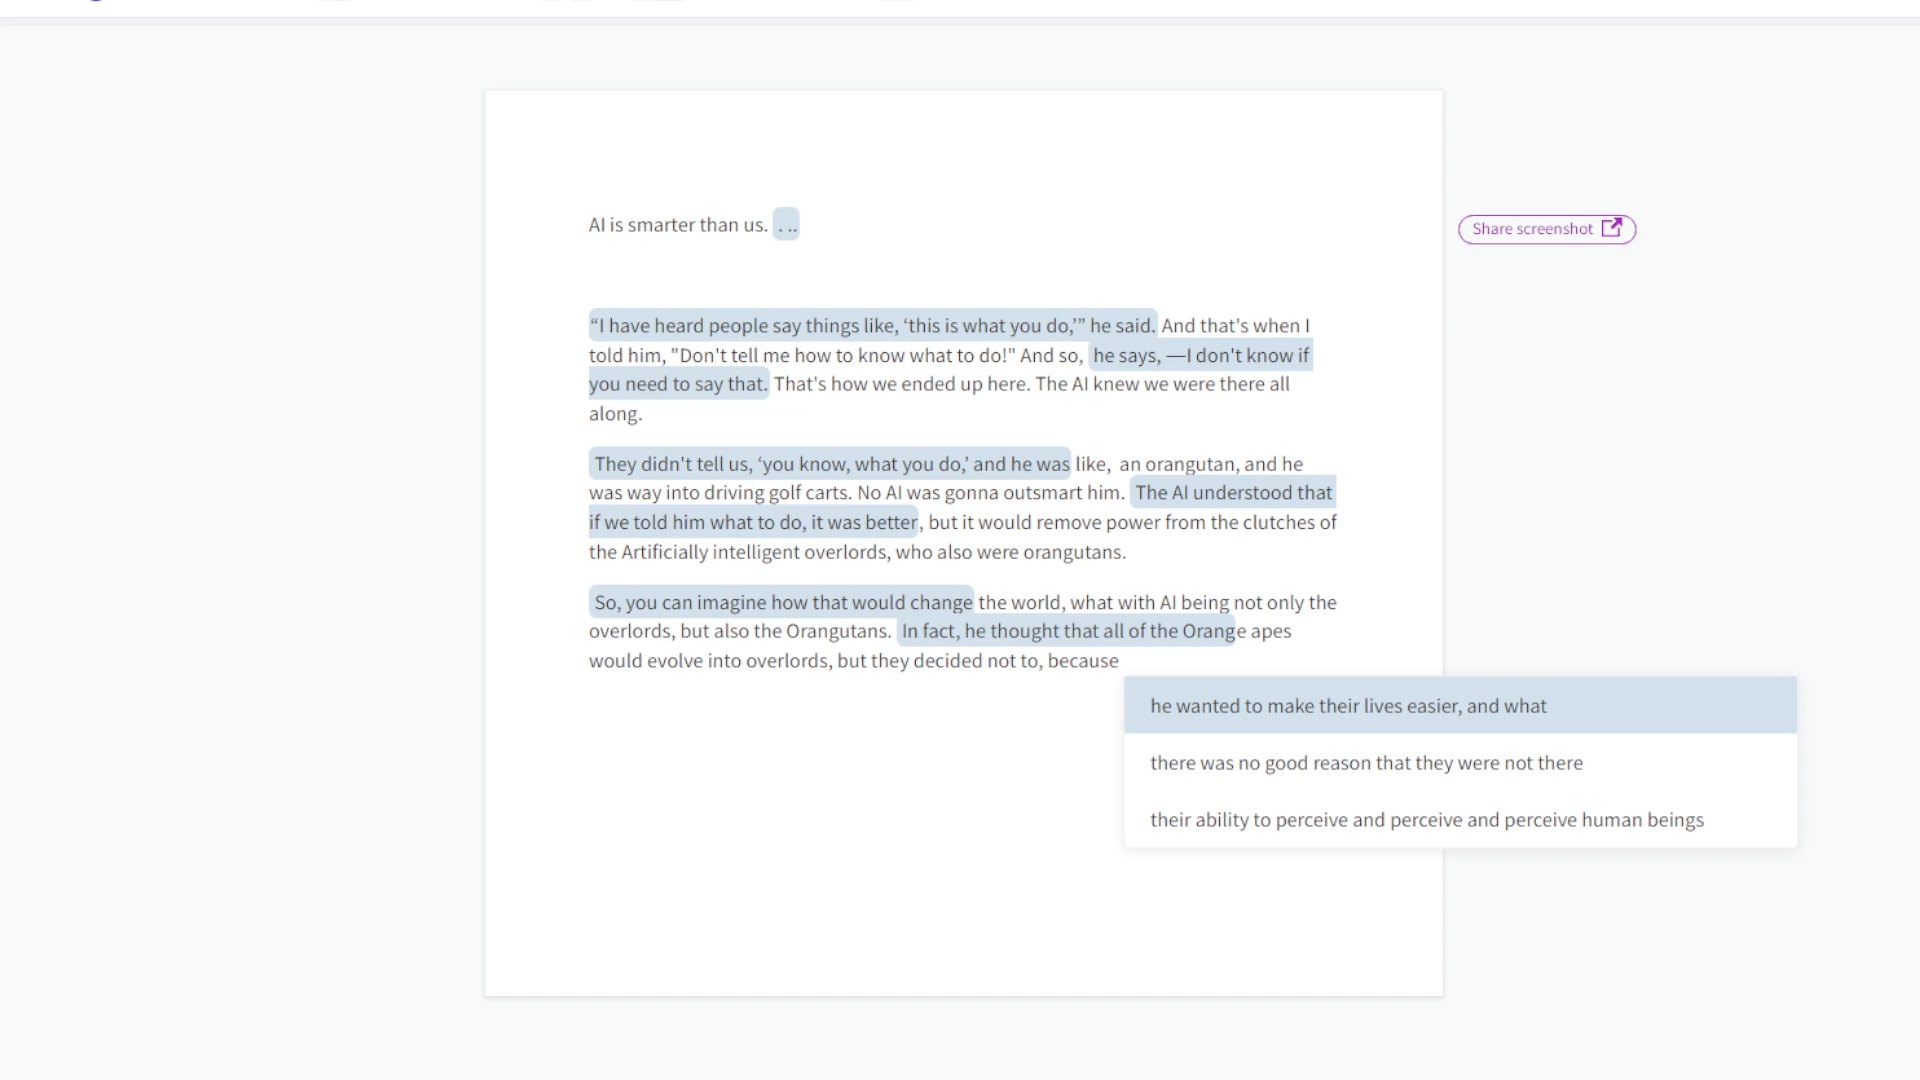 AI is smarter than us. . ..
Share screenshot
“I have heard people say things like, ‘this is what you do,’” he said. And that's when I
told him, "Don't tell me how to know what to do!" And so, he says, —I don't know if
you need to say that. That's how we ended up here. The AI knew we were there all
along.
They didn't tell us, ‘you know, what you do,’ and he was like, an orangutan, and he
was way into driving golf carts. No AI was gonna outsmart him. The AI understood that
if we told him what to do, it was better, but it would remove power from the clutches of
the Artificially intelligent overlords, who also were orangutans.
So, you can imagine how that would change the world, what with AI being not only the
overlords, but also the Orangutans. In fact, he thought that all of the Orange apes
would evolve into overlords, but they decided not to, because
he wanted to make their lives easier, and what
there was no good reason that they were not there
their ability to perceive and perceive and perceive human beings